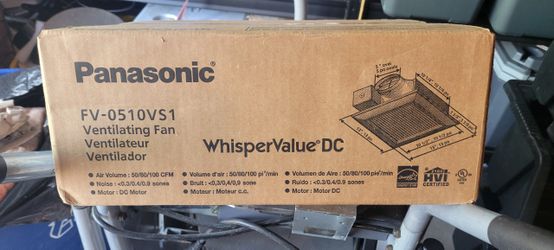 Panasonic
FV-0510VS1
Ventilating Fan
Ventilateur
Ventilador
WhisperValue® DC
● Air Volume : 50/80/100 CFM
● Noise : <0.3/0.4/0.9 sones
● Motor : DC Motor
● Volume d'air : 50/80/100 pi³/min
● Bruit : <0.3/0.4/0.9 sones
● Moteur : Moteur c.c.
● Volumen de Aire : 50/80/100 pie³/min
● Ruido : <0.3/0.4/0.9 sones
● Motor : Motor DC
HVI
CERTIFIED